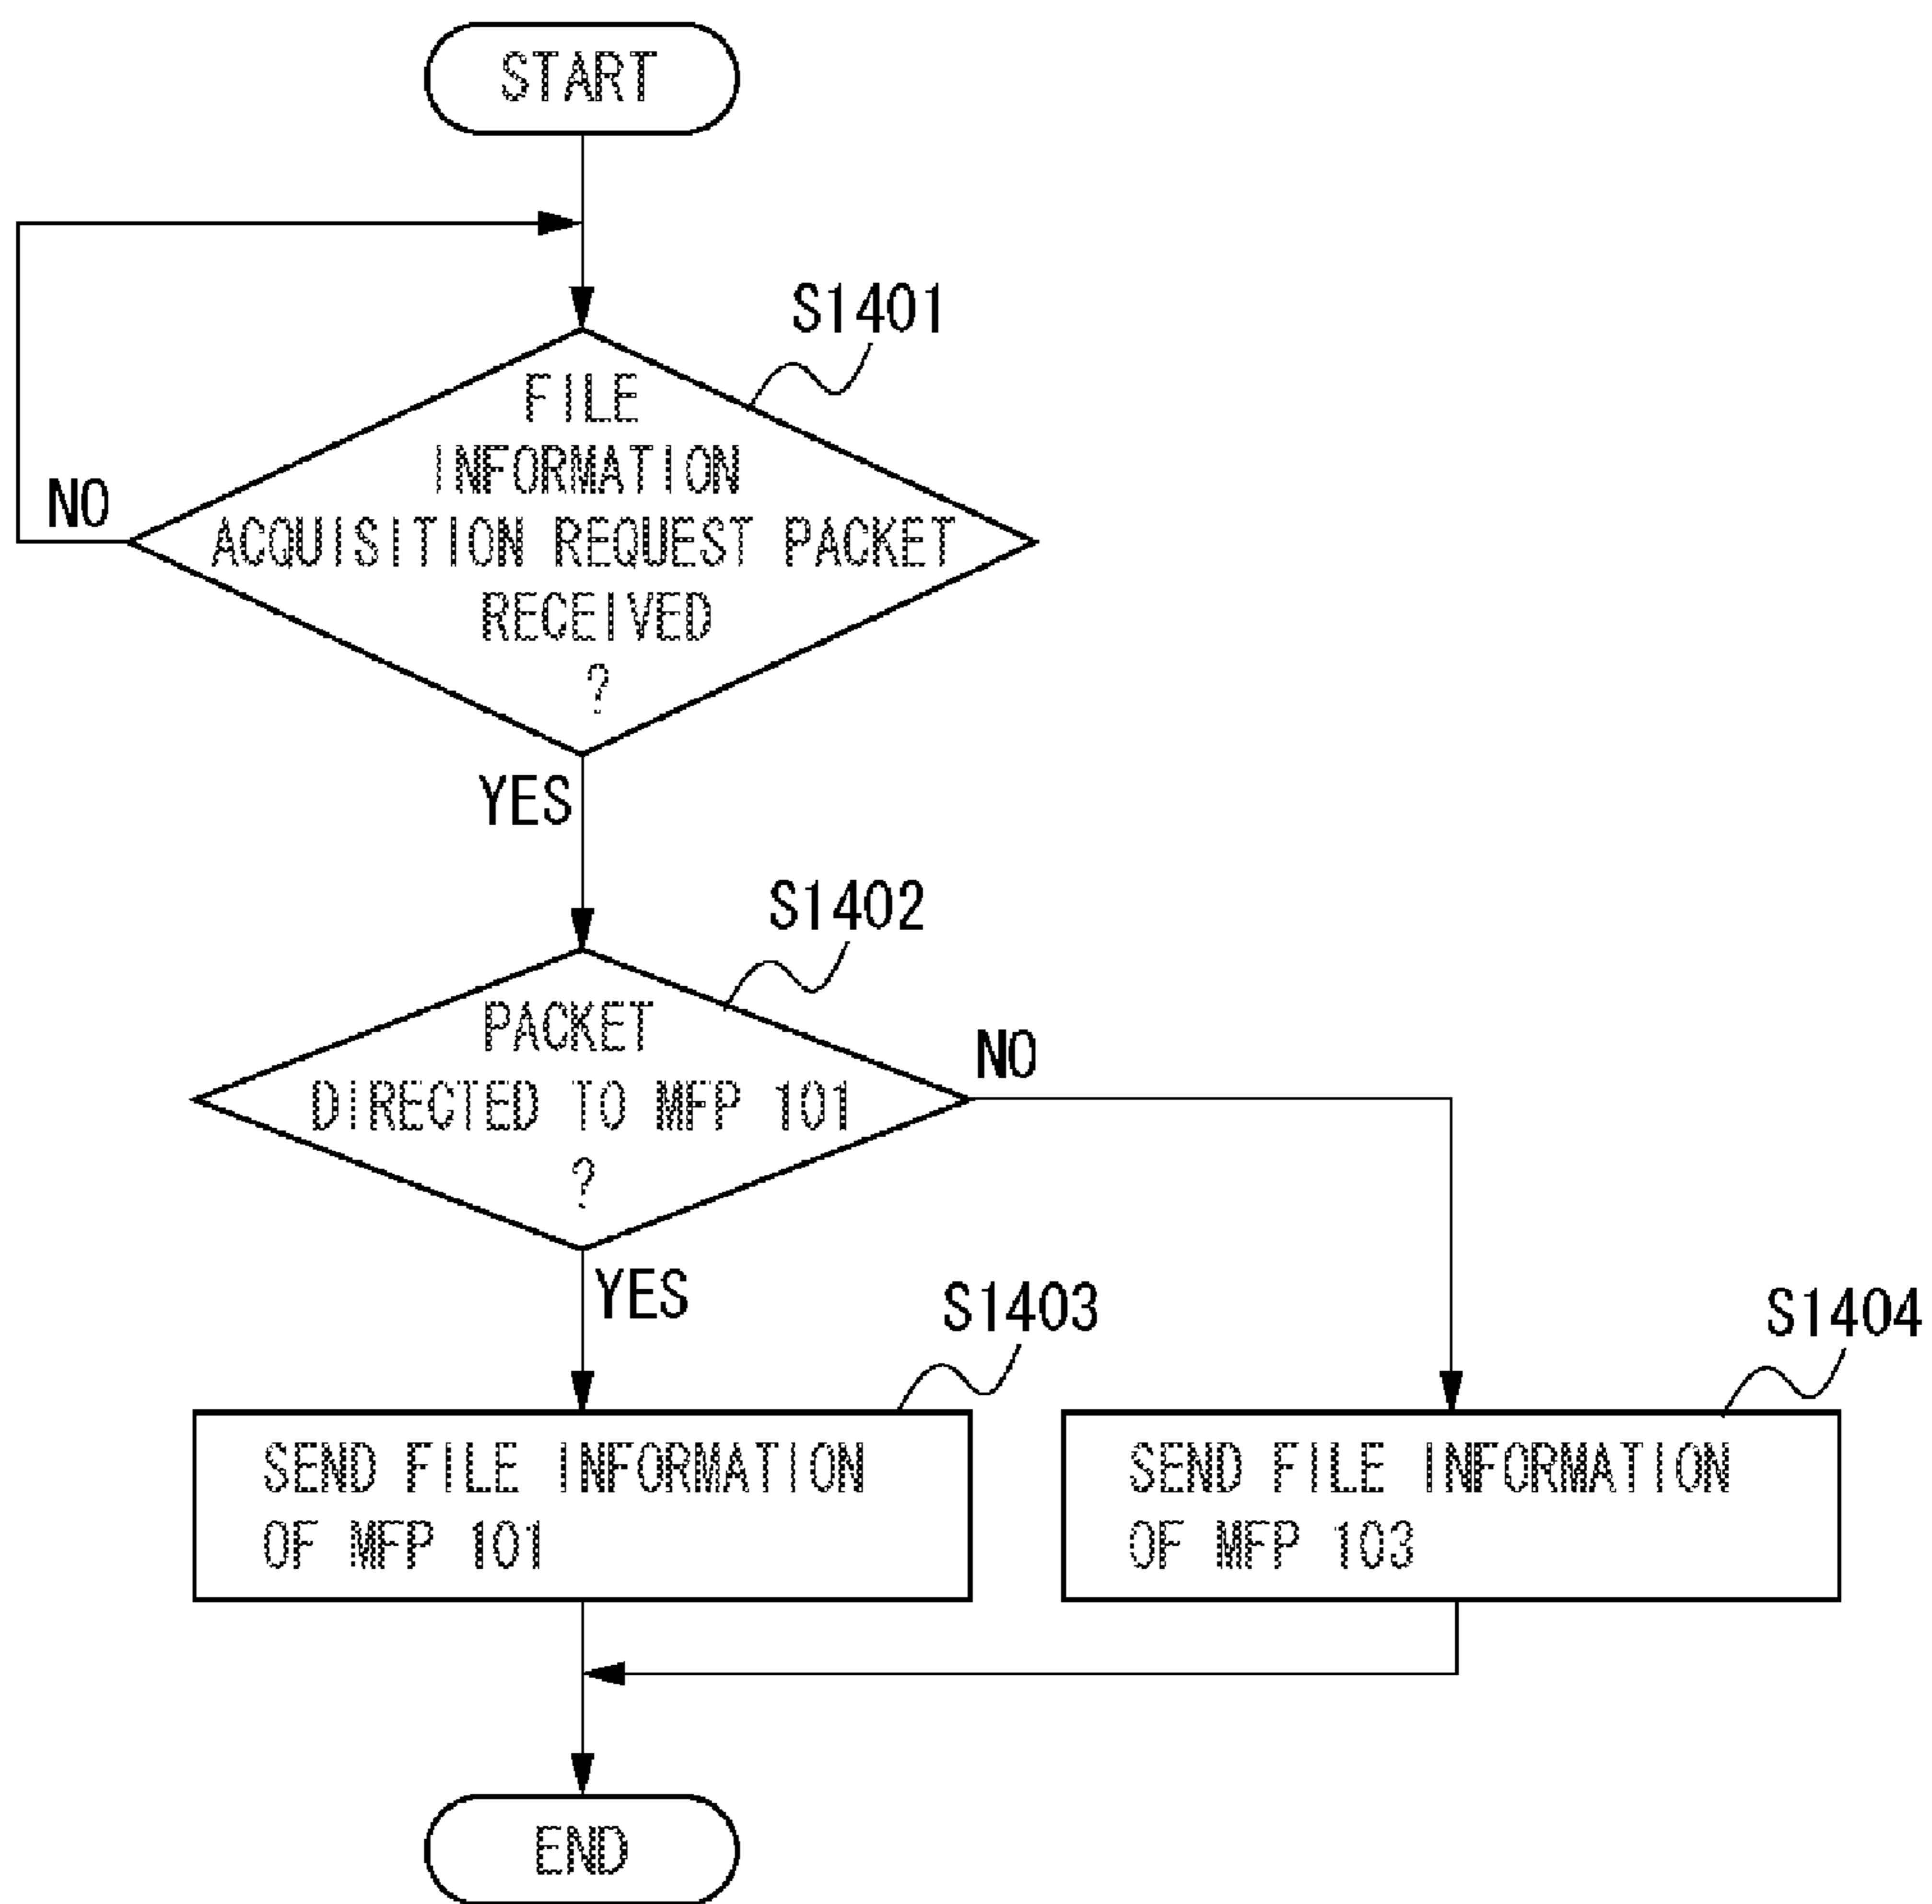 START
S1401
FILE
INFORMATION
ACQUISITION REQUEST PACKET
RECEIVED
?
NO
YES
S1402
PACKET
DIRECTED TO MFP 101
?
NO
YES
S1403
S1404
SEND FILE INFORMATION
OF MFP 101
SEND FILE INFORMATION
OF MFP 103
END